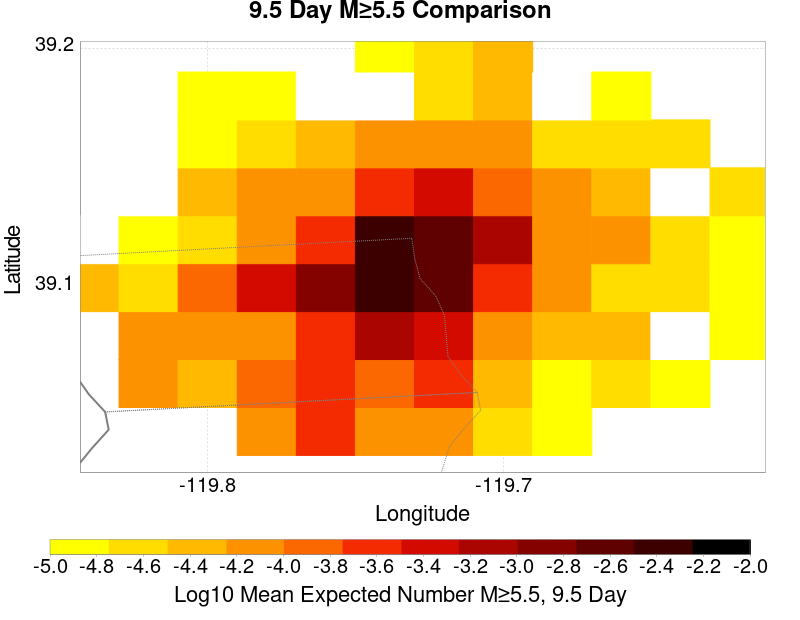 9.5 Day M≥5.5 Comparison
39.2
39.1
Latitude
-119.8 -119.7
Longitude
-5.0 -4.8 -4.6 -4.4 -4.2 -4.0 -3.8 -3.6 -3.4 -3.2 -3.0 -2.8 -2.6 -2.4 -2.2 -2.0
Log10 Mean Expected Number M≥5.5, 9.5 Day